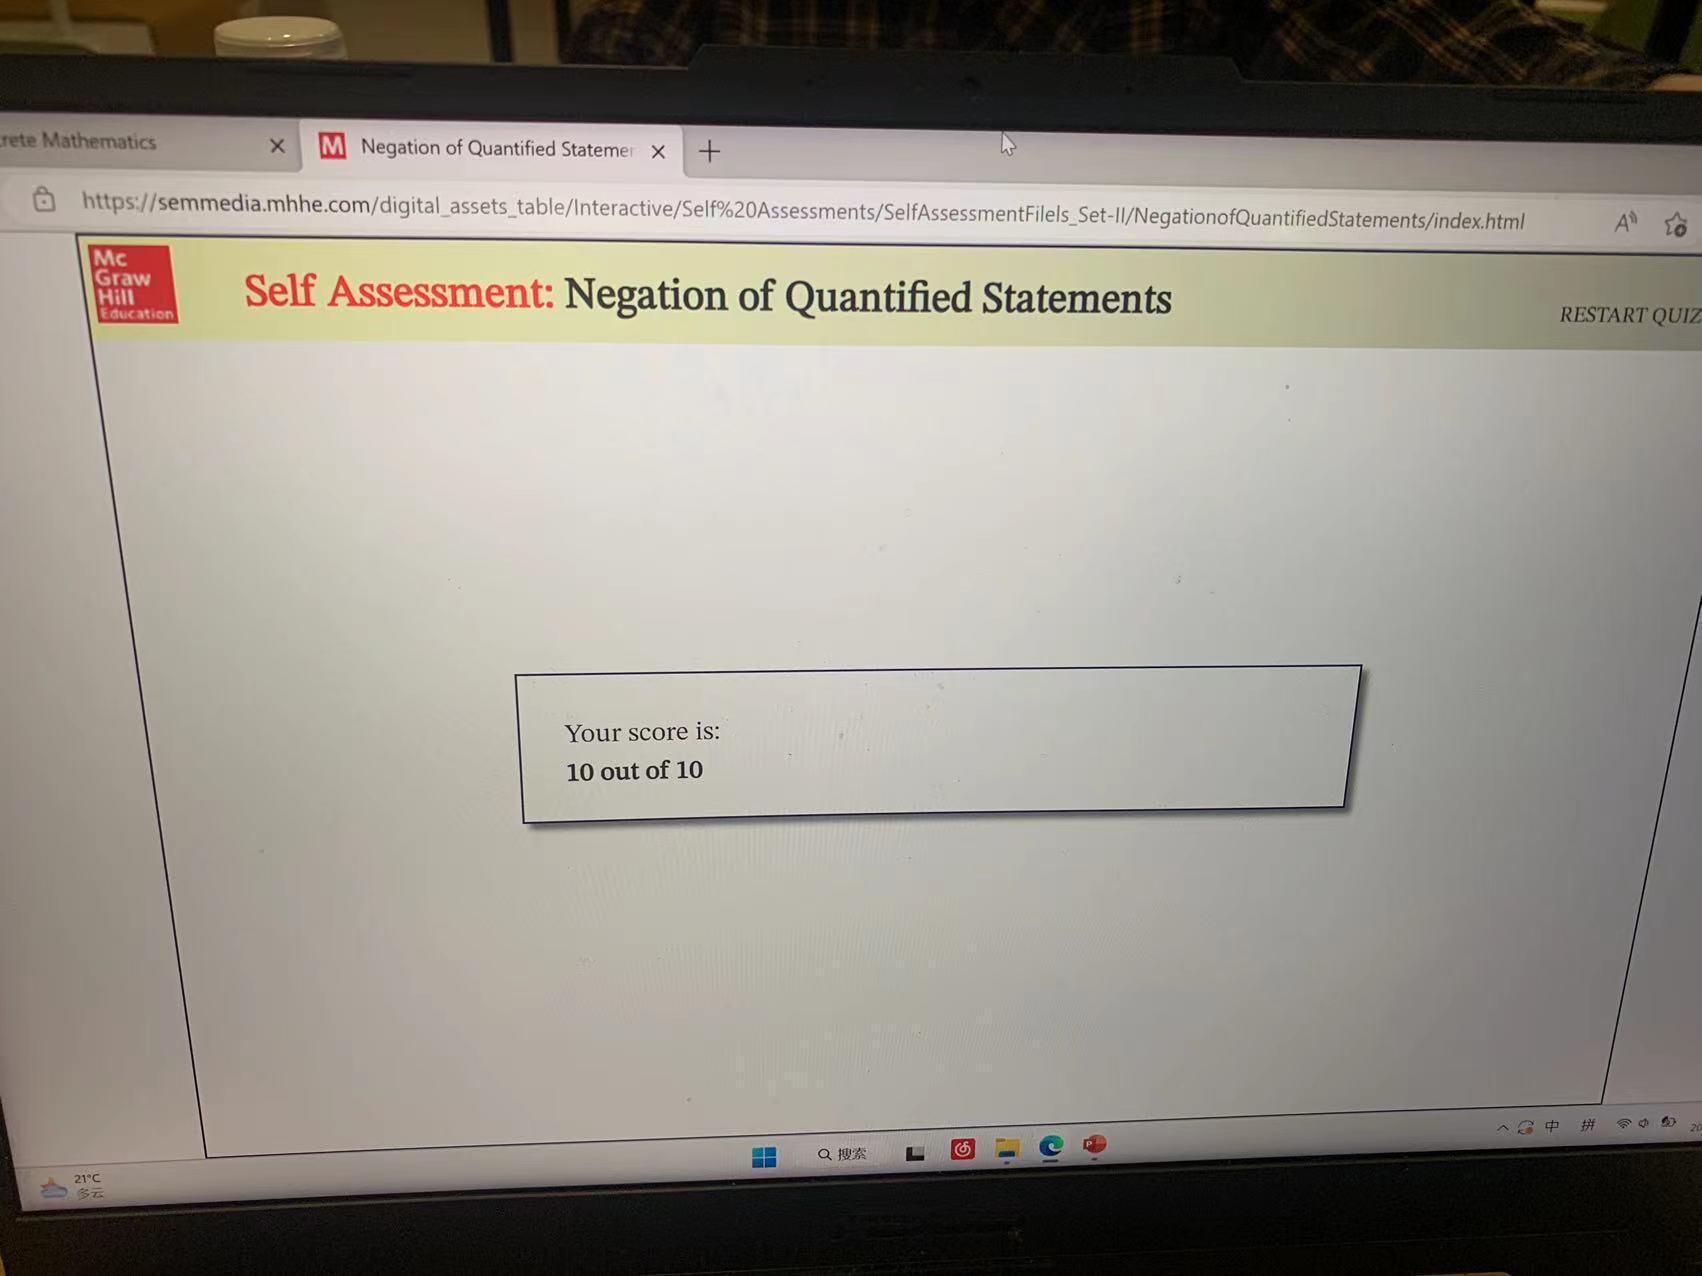 rete Mathematics
Negation of Quantified Statemer
https://semmedia.mhhe.com/digital_assets_table/Interactive/Self%20Assessments/SelfAssessmentFilels_Set-II/NegationofQuantifiedStatements/index.html
Mc
Graw
Hill
Education
Self Assessment: Negation of Quantified Statements
RESTART QUIZ
Your score is:
10 out of 10
搜索
中
拼
20
21°C
多云